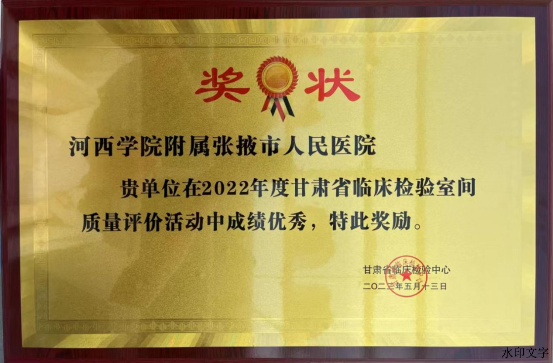 奖状
河西学院附属张掖市人民医院
贵单位在2022年度甘肃省临床检验室间
质量评价活动中成绩优秀，特此奖励。
甘肃省临床检验中心
二〇二三年五月十三日
水印文字